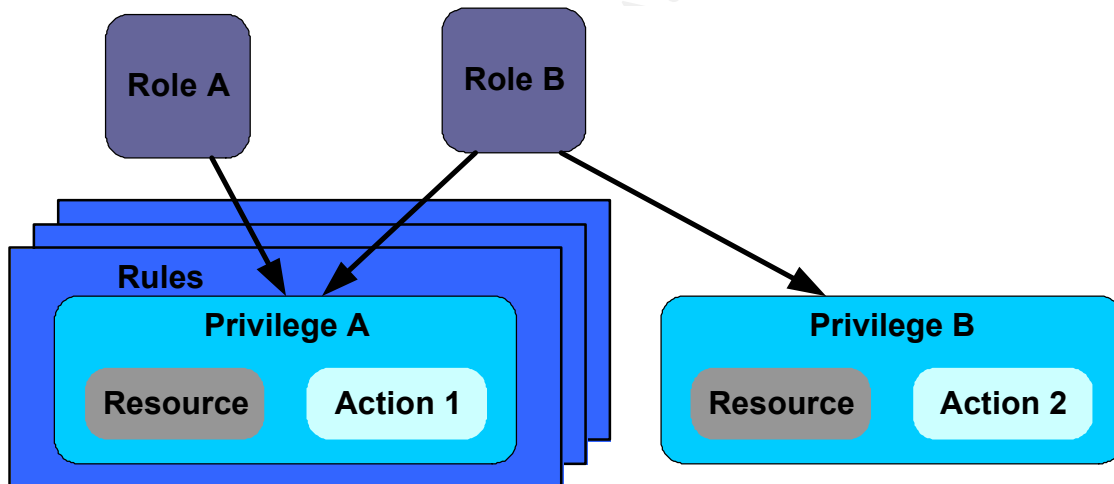 Role A
Role B
Rules
Privilege A
Privilege B
Resource
Action 1
Resource
Action 2